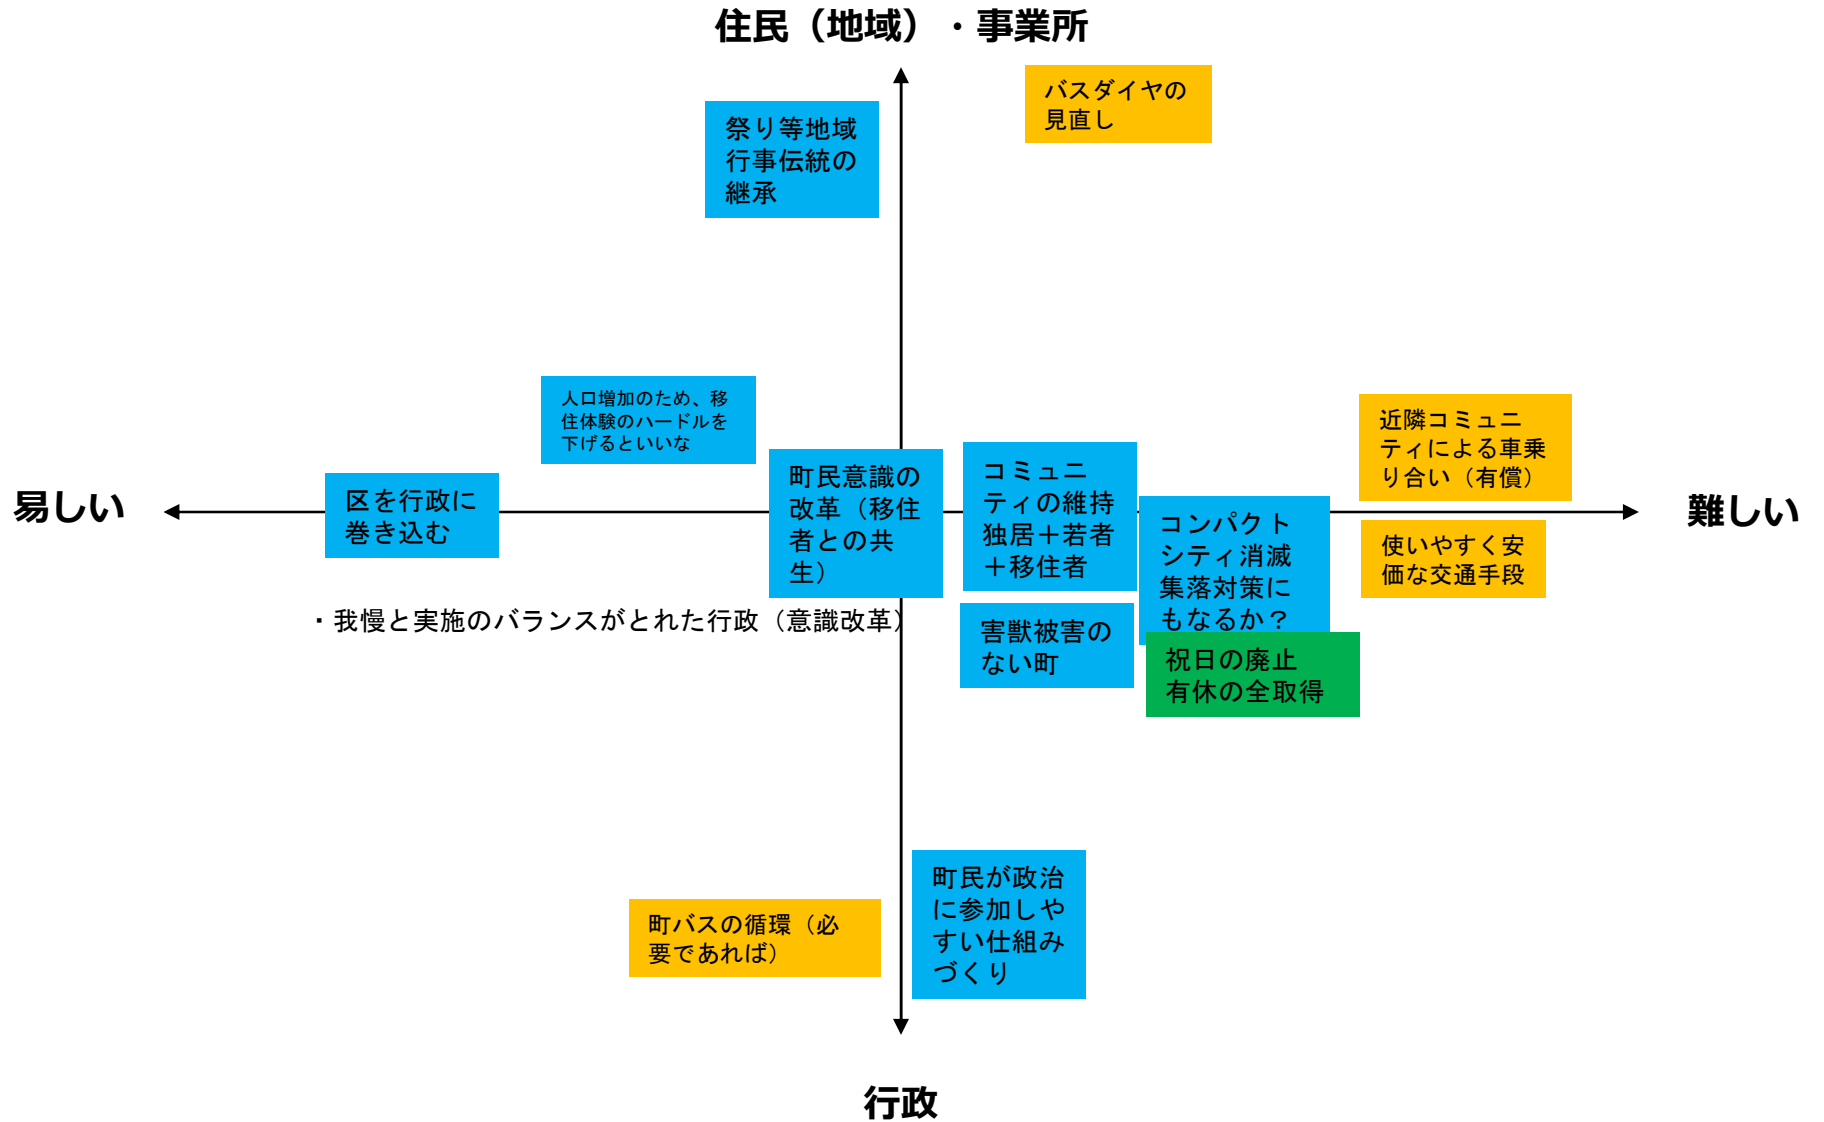 住民（地域）・事業所
バスダイヤの
見直し
祭り等地域
行事伝統の
継承
人口増加のため、移
住体験のハードルを
下げるといいな
近隣コミュニ
ティによる車乗
り合い（有償）
易しい
区を行政に
巻き込む
町民意識の
改革（移住
者との共
生）
コミュニ
ティの維持
独居＋若者
＋移住者
コンパクト
シティ消滅
集落対策に
もなるか？
難しい
使いやすく安
価な交通手段
・我慢と実施のバランスがとれた行政（意識改革）
害獣被害の
ない町
祝日の廃止
有休の全取得
町バスの循環（必
要であれば）
町民が政治
に参加しや
すい仕組み
づくり
行政